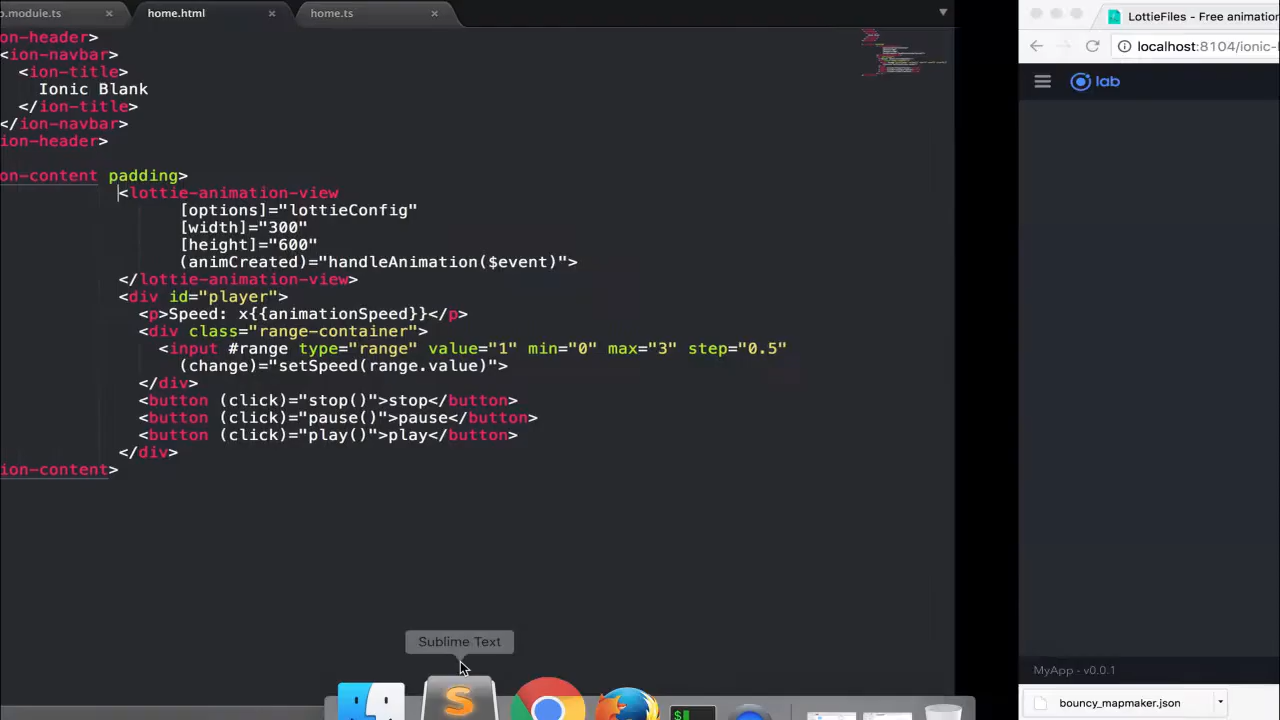 o.module.ts
home.html
home.ts
ion-header>
<ion-navbar>
<ion-title>
Ionic Blank
</ion-title>
</ion-navbar>
ion-header>
on-content padding>
<lottie-animation-view
[options]="lottieConfig"
[width]="300"
[height]="600"
(animCreated)="handleAnimation($event)">
</lottie-animation-view>
<div id="player">
<p>Speed: x{{animationSpeed}}</p>
<div class="range-container">
<input #range type="range" value="1" min="0" max="3" step="0.5"
(change)="setSpeed(range.value)">
</div>
<button (click)="stop()">stop</button>
<button (click)="pause()">pause</button>
<button (click)="play()">play</button>
</div>
ion-content>
Sublime Text
LottieFiles - Free animation
localhost:8104/ionic-
lab
MyApp - v0.0.1
bouncy_mapmaker.json